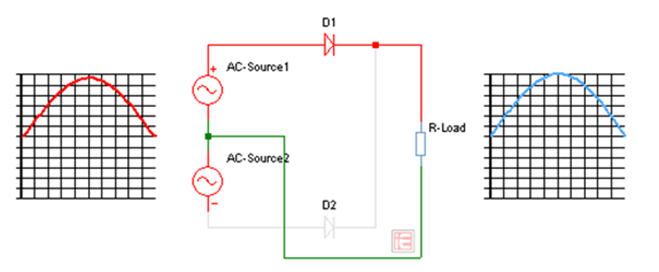 D1
+
AC-Source1
R-Load
AC-Source2
-
D2